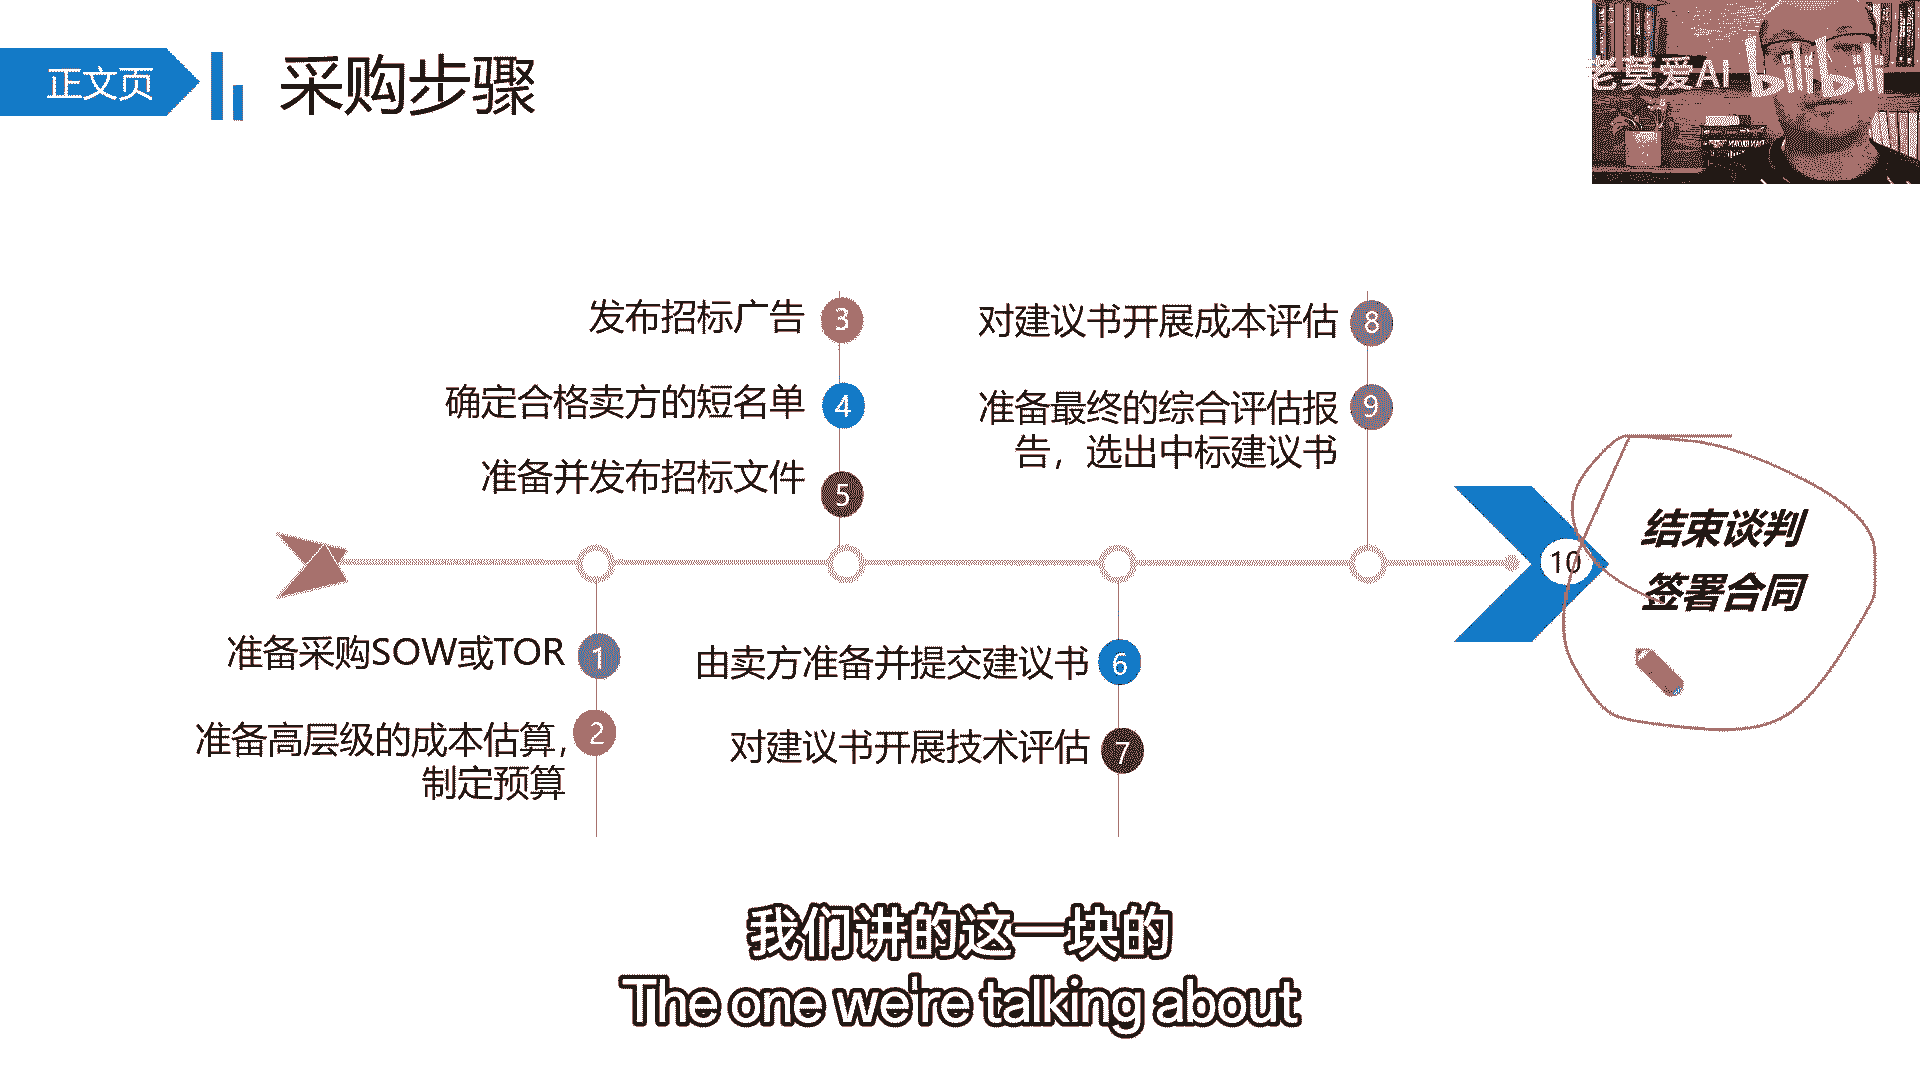 正文页
采购步骤
老莫爱AI
bilibili
发布招标广告
3
确定合格卖方的短名单
4
准备并发布招标文件
5
对建议书开展成本评估
8
准备最终的综合评估报
告，选出中标建议书
9
准备采购SOW或TOR
1
准备高层级的成本估算，
制定预算
2
由卖方准备并提交建议书
6
对建议书开展技术评估
7
10
结束谈判
签署合同
我们讲的这一块的
The one we're talking about